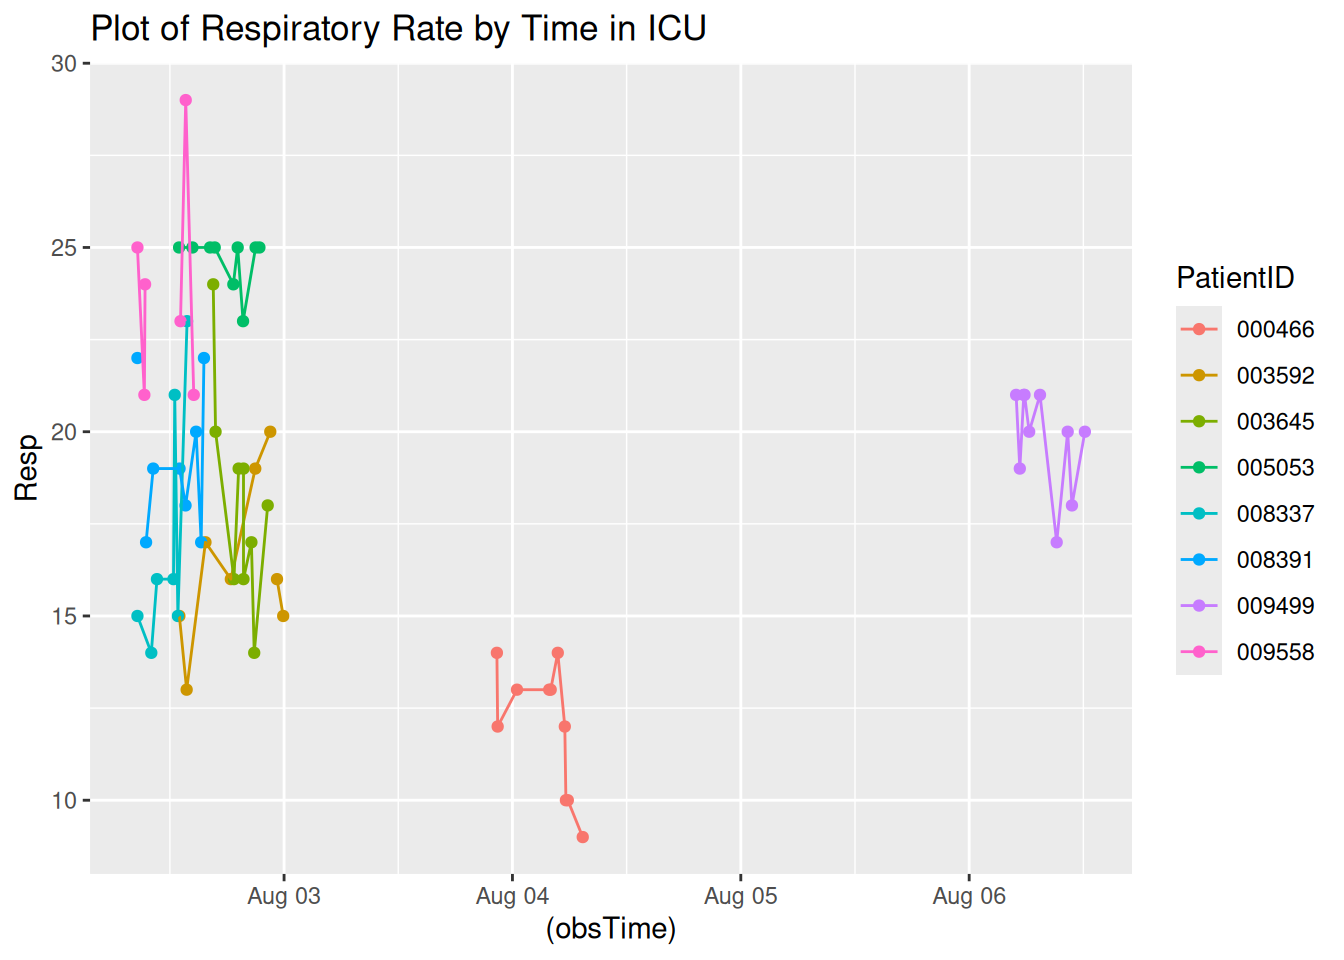 Plot of Respiratory Rate by Time in ICU
30
25
20
15
10
Resp
Aug 03
Aug 04
Aug 05
Aug 06
(obsTime)
PatientID
000466
003592
003645
005053
008337
008391
009499
009558